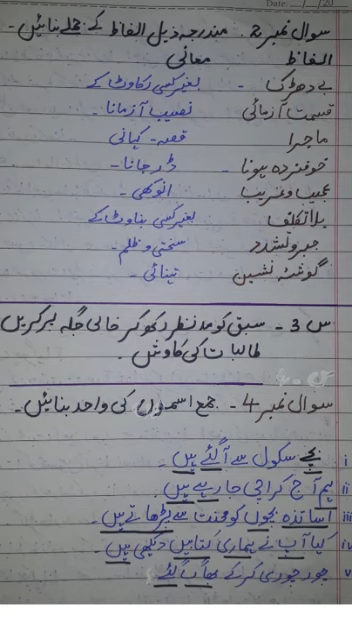 Date: / /20
سوال نمبر 2۔ مندرجہ ذیل الفاظ کے جملے بنائیں۔
الفاظ معانی
بے دھڑک - بغیر کسی رکاوٹ کے
قسمت آزمائی نصیب آزمانا۔
ماجرا قصہ - کہانی
خوفزدہ ہونا - ڈر جانا -
عجیب و غریب انوکھی -
بلا تکلف بغیر کسی بناوٹ کے
جبر و تشدد سختی و ظلم -
گوشہ نشین تنہائی -
س 3 - سبق کو مدنظر رکھ کر خالی جگہ پر کریں
طالبات کی کاوش -
سوال نمبر 4 - جمع اسموں کی واحد بنائیں -
i بچے سکول سے آ گئے ہیں -
ii ہم آج کراچی جا رہے ہیں -
iii اساتذہ بچوں کو محنت سے پڑھاتے ہیں -
iv کیا آپ نے ہماری کتابیں دیکھی ہیں -
v چور چوری کر کے بھاگ گئے